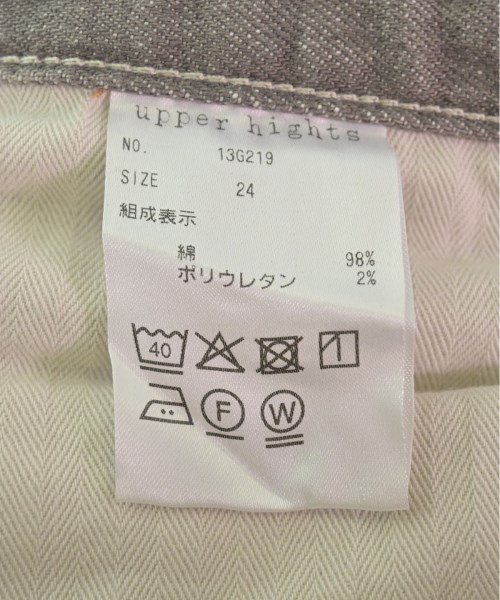 upper hights
NO. 13G219
SIZE 24
組成表示
綿 98%
ポリウレタン 2%
40
F W